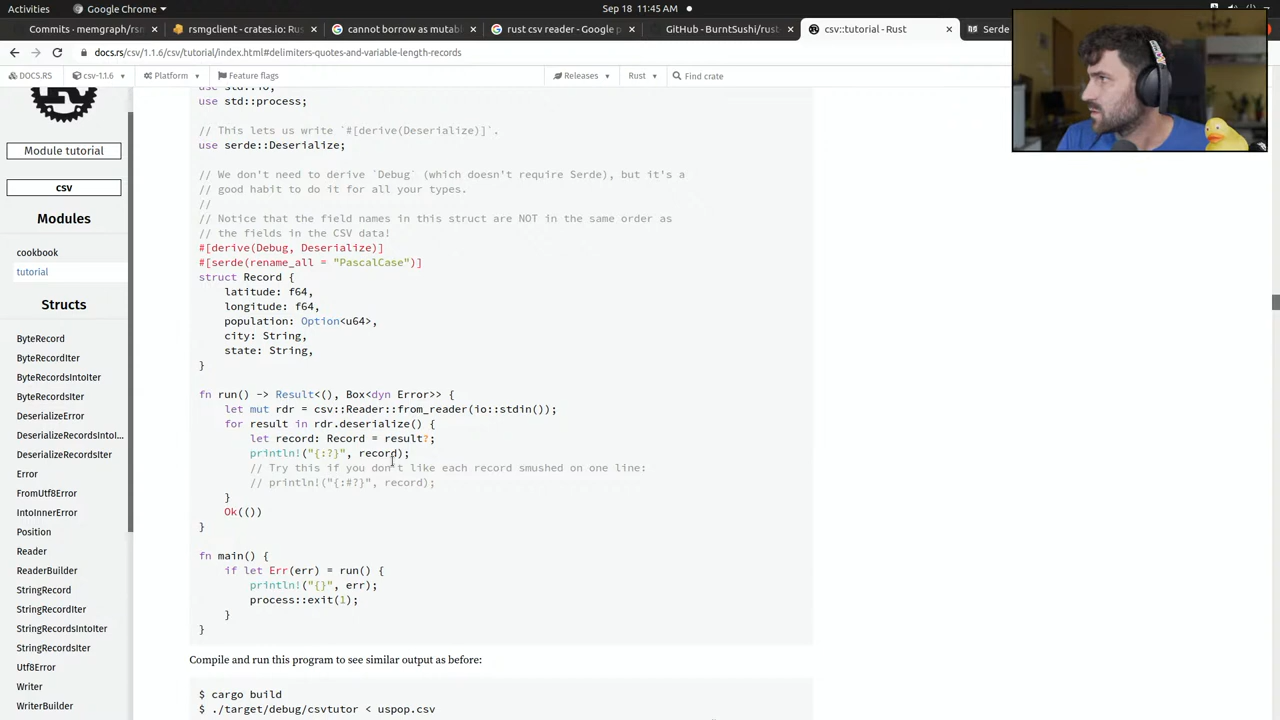 Activities
Google Chrome
Sep 18 11:45 AM
Commits · memgraph/rsm
rsmgclient - crates.io: R
cannot borrow as mutabl
rust csv reader - Google
GitHub - BurntSushi/rust
csv::tutorial - Rust
Serde
docs.rs/csv/1.1.6/csv/tutorial/index.html#delimiters-quotes-and-variable-length-records
DOCS.RS
csv-1.1.6
Platform
Feature flags
Releases
Rust
Find crate
Module tutorial
csv
Modules
cookbook
tutorial
Structs
ByteRecord
ByteRecordIter
ByteRecordsIntoIter
ByteRecordsIter
DeserializeError
DeserializeRecordsIntoI...
DeserializeRecordsIter
Error
FromUtf8Error
IntoInnerError
Position
Reader
ReaderBuilder
StringRecord
StringRecordIter
StringRecordsIntoIter
StringRecordsIter
Utf8Error
Writer
WriterBuilder
use std::io;
use std::process;
// This lets us write `#[derive(Deserialize)]`.
use serde::Deserialize;
// We don't need to derive `Debug` (which doesn't require Serde), but it's a
// good habit to do it for all your types.
//
// Notice that the field names in this struct are NOT in the same order as
// the fields in the CSV data!
#[derive(Debug, Deserialize)]
#[serde(rename_all = "PascalCase")]
struct Record {
    latitude: f64,
    longitude: f64,
    population: Option<u64>,
    city: String,
    state: String,
}
fn run() -> Result<(), Box<dyn Error>> {
    let mut rdr = csv::Reader::from_reader(io::stdin());
    for result in rdr.deserialize() {
        let record: Record = result?;
        println!("{:?}", record);
        // Try this if you don't like each record smushed on one line:
        // println!("{:#?}", record);
    }
    Ok(())
}
fn main() {
    if let Err(err) = run() {
        println!("{}", err);
        process::exit(1);
    }
}
Compile and run this program to see similar output as before:
$ cargo build
$ ./target/debug/csvtutor < uspop.csv